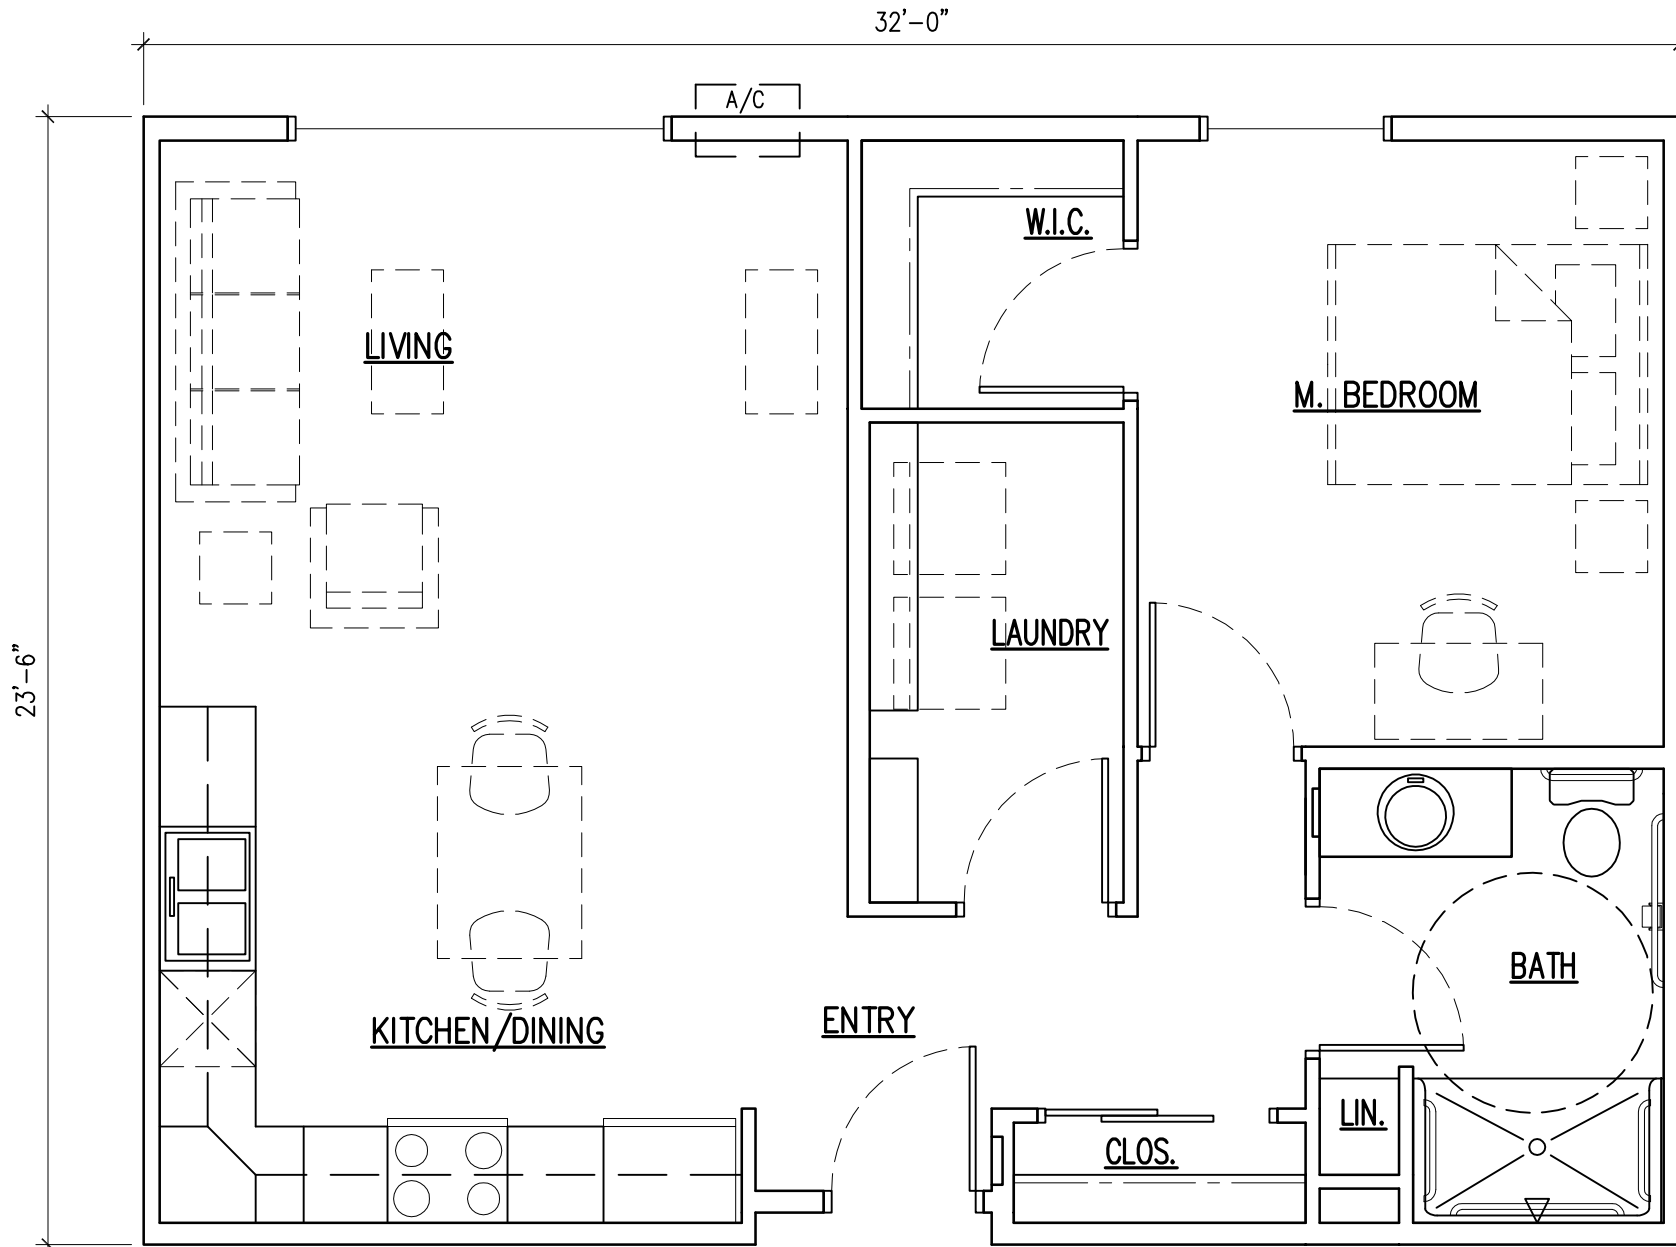 32'-0"
A/C
W.I.C.
LIVING
M. BEDROOM
LAUNDRY
23'-6"
BATH
ENTRY
KITCHEN/DINING
LIN.
CLOS.